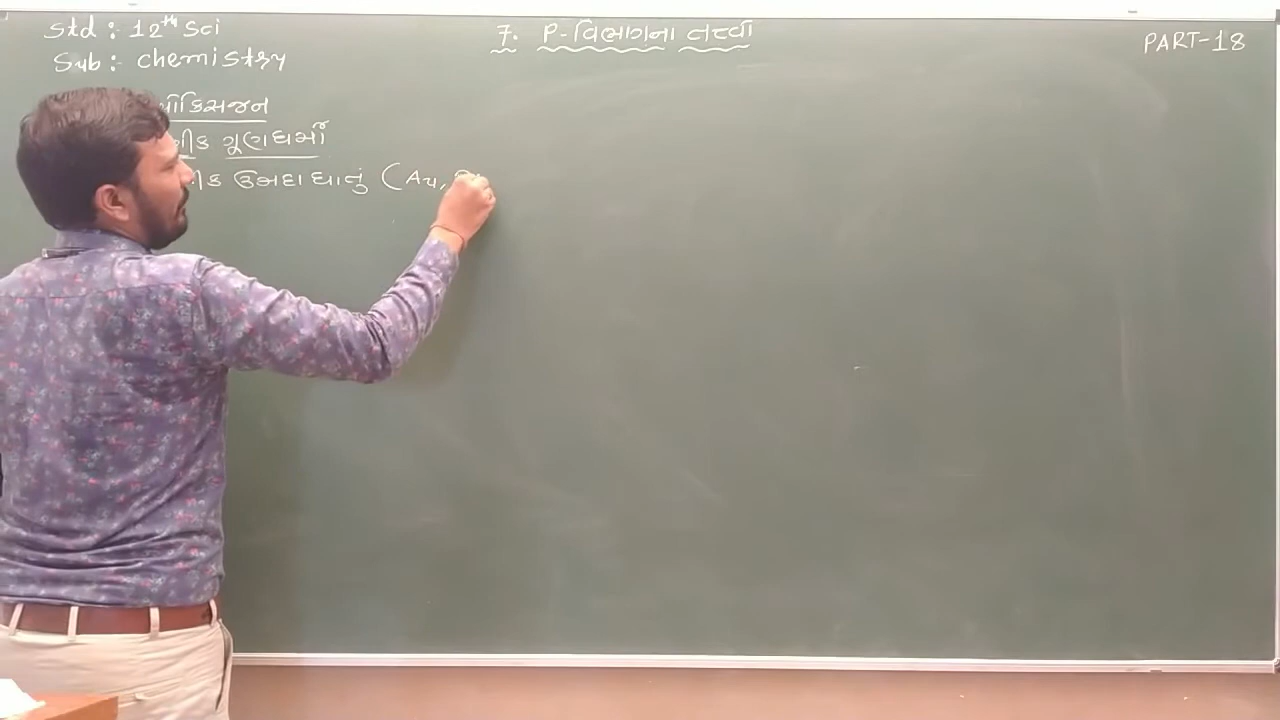 Std : 12th Sci
7. P-વિભાગના તત્ત્વો
PART-18
Sub :- chemistry
ઓક્સિજન
ગુણધર્મો
ઉમદા ધાતું (Au,